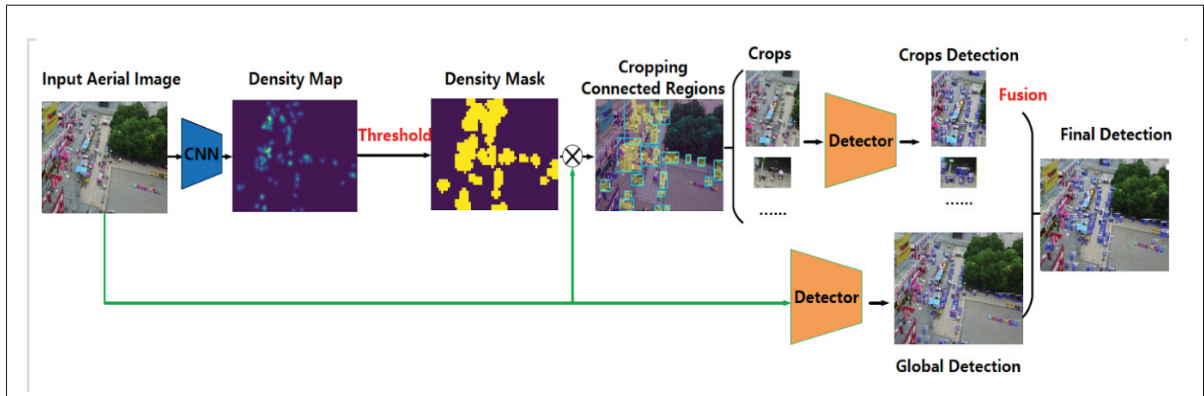 Input Aerial Image
CNN
Density Map
Threshold
Density Mask
Cropping
Connected Regions
Crops
......
Detector
Crops Detection
......
Fusion
Final Detection
Detector
Global Detection